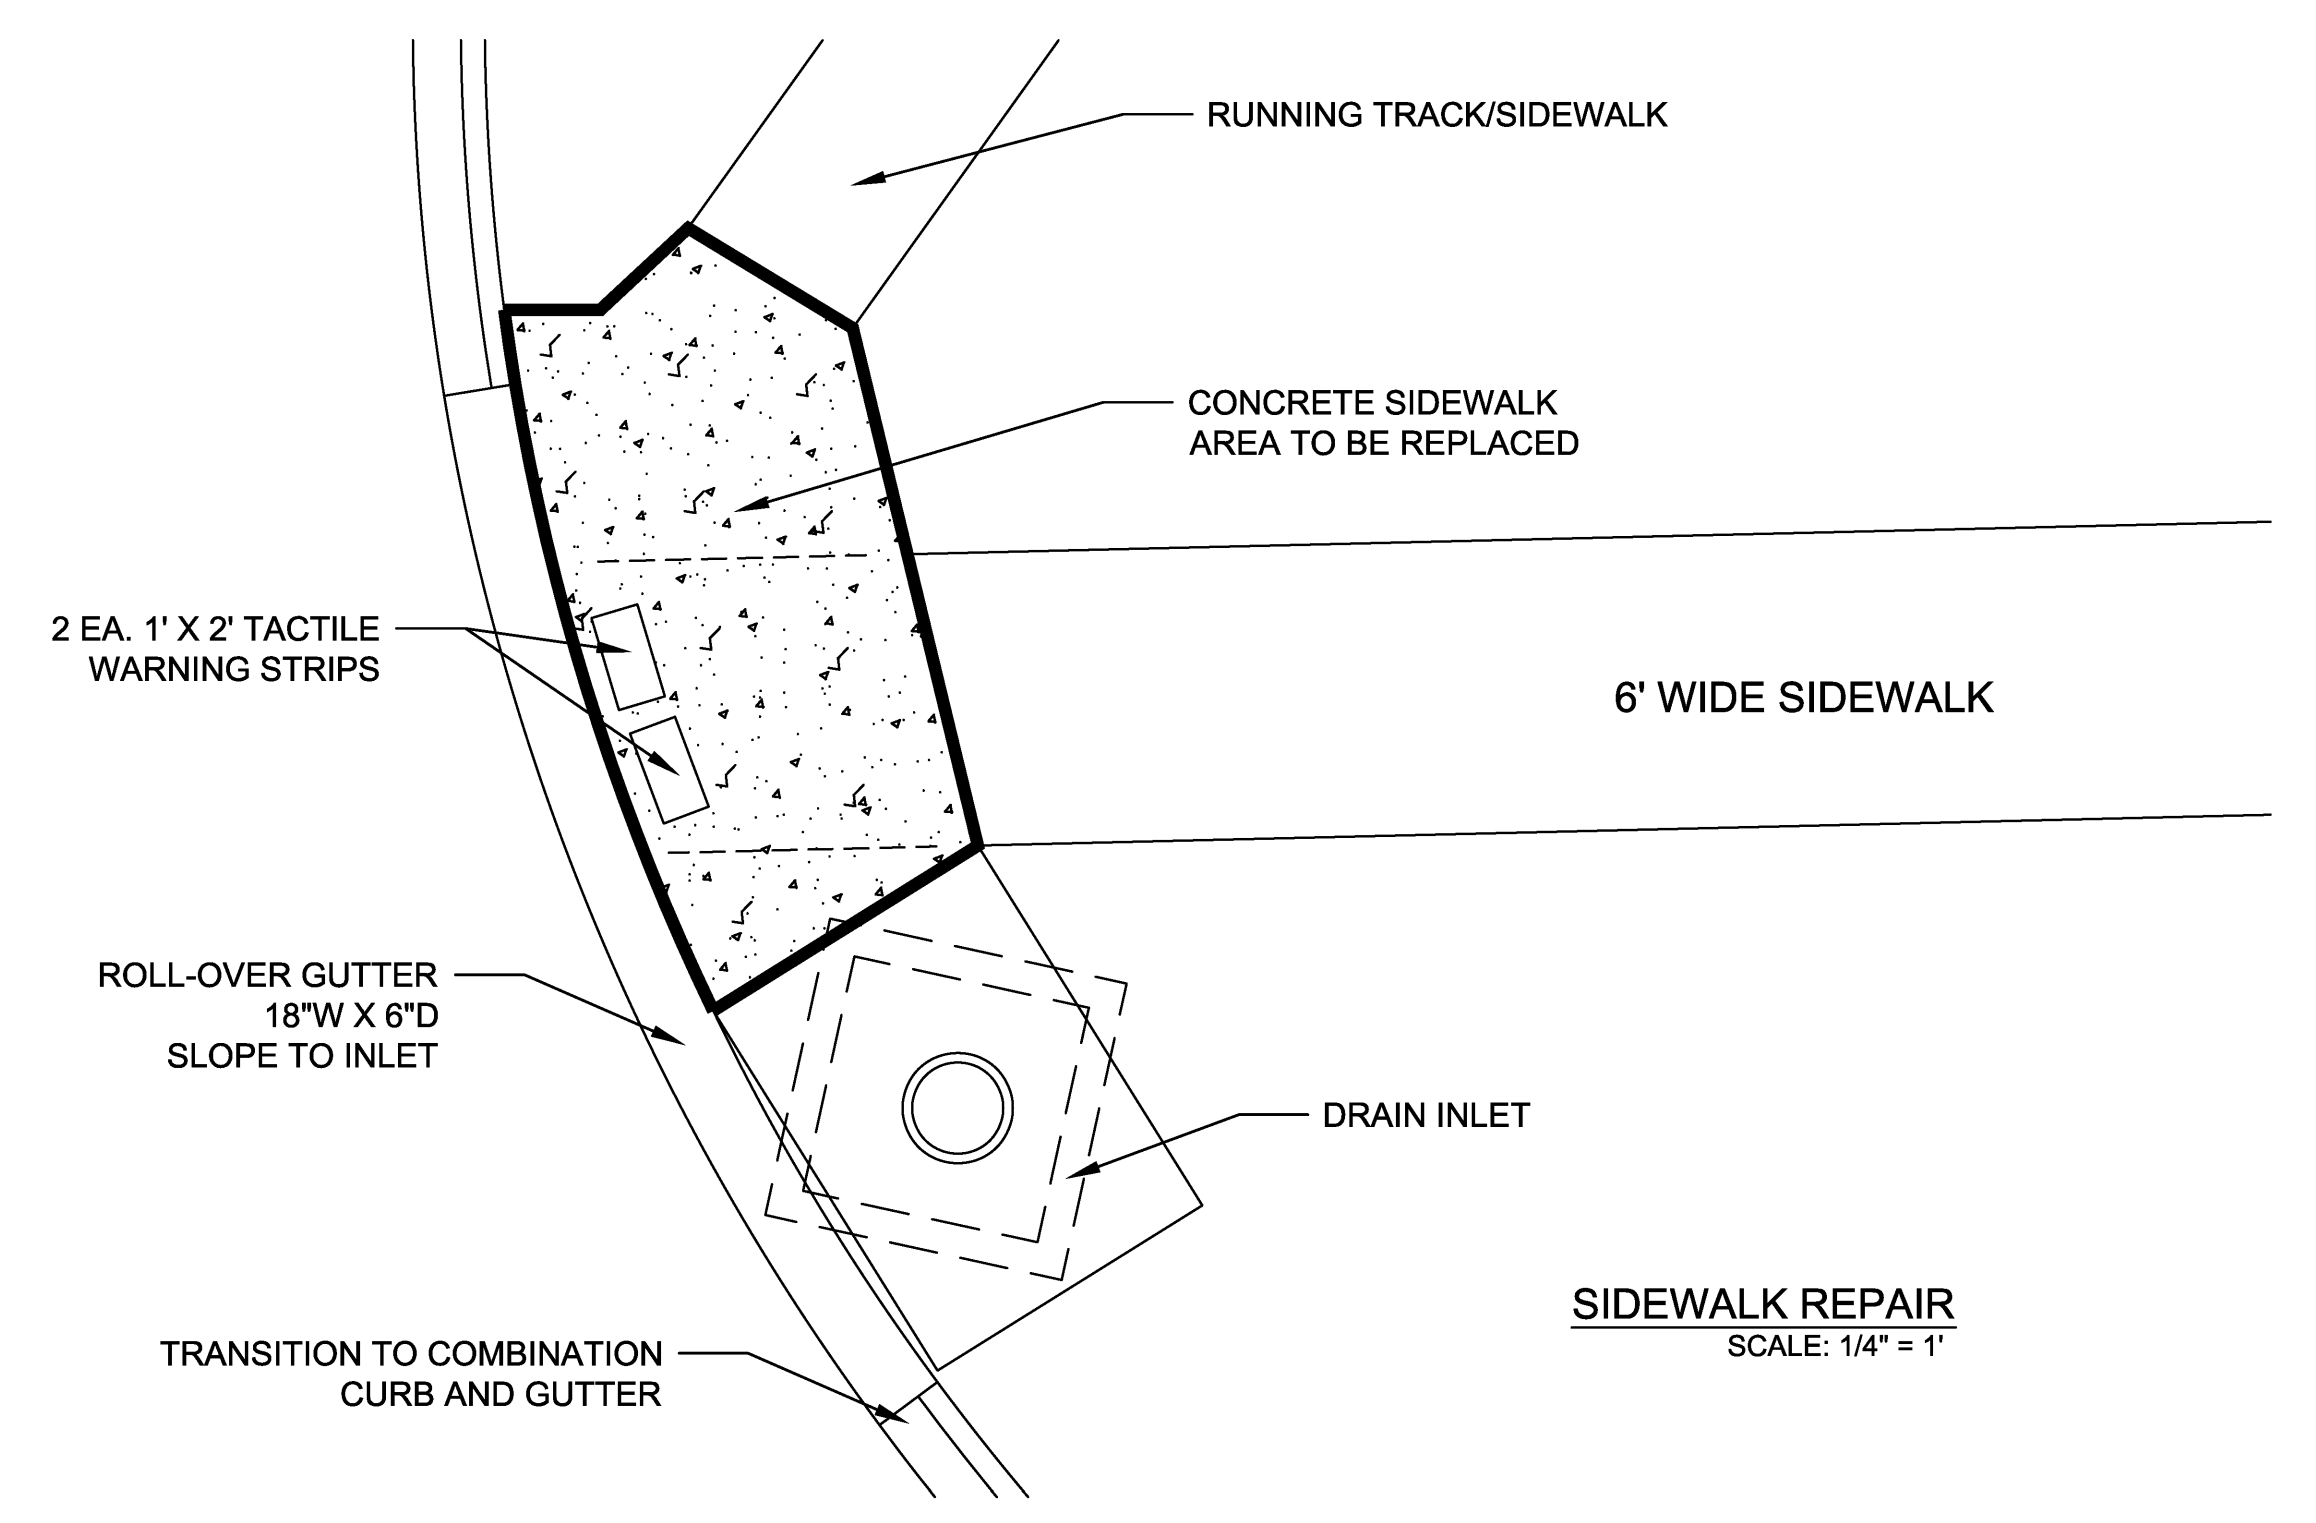 RUNNING TRACK/SIDEWALK
CONCRETE SIDEWALK
AREA TO BE REPLACED
2 EA. 1' X 2' TACTILE
WARNING STRIPS
6' WIDE SIDEWALK
ROLL-OVER GUTTER
18"W X 6"D
SLOPE TO INLET
DRAIN INLET
SIDEWALK REPAIR
SCALE: 1/4" = 1'
TRANSITION TO COMBINATION
CURB AND GUTTER